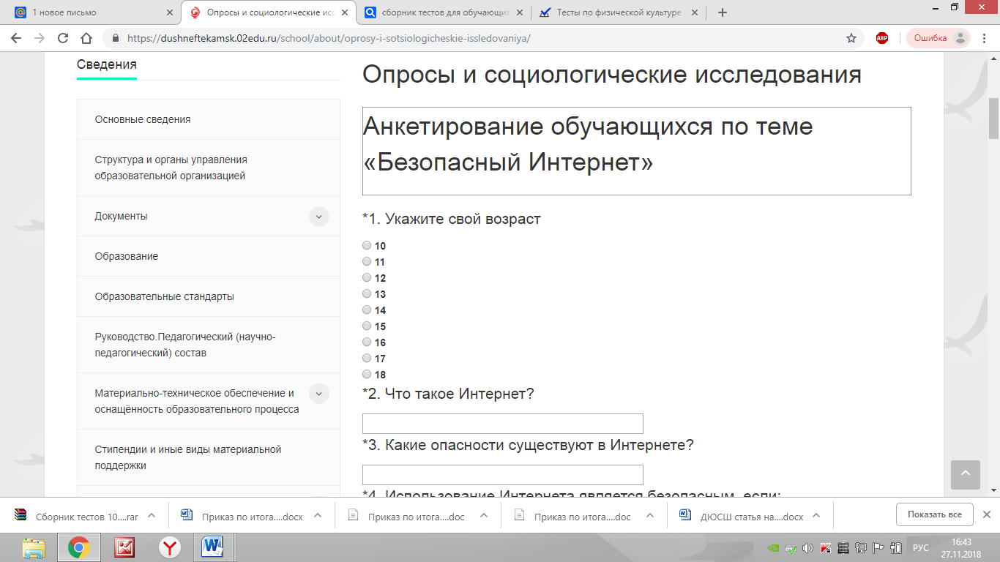 1 новое письмо
Опросы и социологические исс
сборник тестов для обучающих
Тесты по физической культуре
https://dushneftekamsk.02edu.ru/school/about/oprosy-i-sotsiologicheskie-issledovaniya/
ABP
Ошибка
Сведения
Основные сведения
Структура и органы управления
образовательной организацией
Документы
Образование
Образовательные стандарты
Руководство.Педагогический (научно-
педагогический) состав
Материально-техническое обеспечение и
оснащённость образовательного процесса
Стипендии и иные виды материальной
поддержки
Опросы и социологические исследования
Анкетирование обучающихся по теме
«Безопасный Интернет»
*1. Укажите свой возраст
10
11
12
13
14
15
16
17
18
*2. Что такое Интернет?
*3. Какие опасности существуют в Интернете?
*4. Использование Интернета является безопасным, если:
Сборник тестов 10....rar
Приказ по итога....docx
Приказ по итога....doc
Приказ по итога....doc
ДЮСШ статья на....docx
Показать все
РУС
16:43
27.11.2018